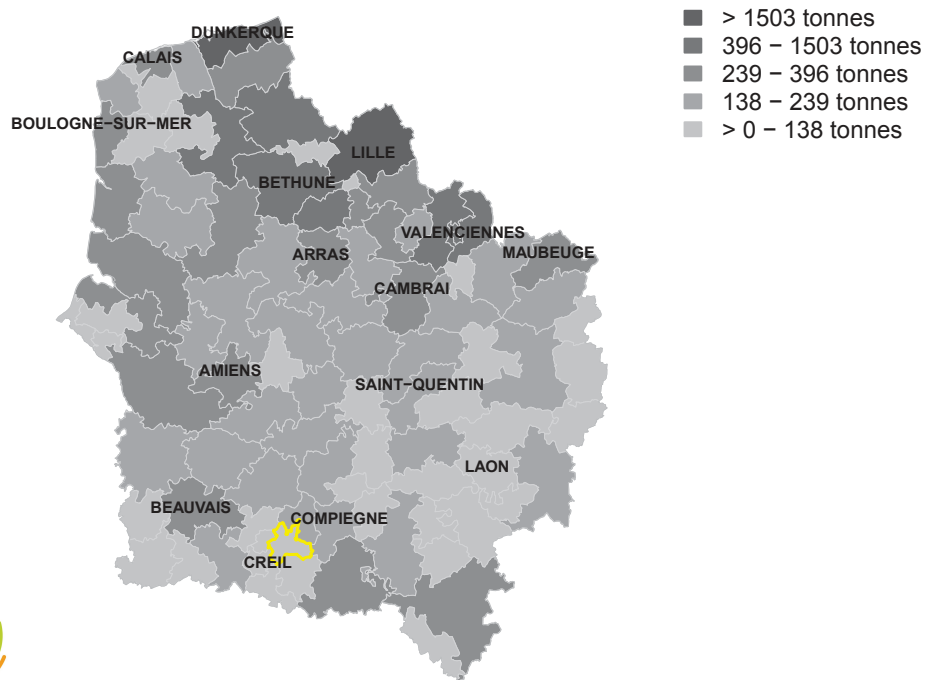 DUNKERQUE
CALAIS
BOULOGNE−SUR−MER
LILLE
BETHUNE
VALENCIENNES
MAUBEUGE
ARRAS
CAMBRAI
AMIENS
SAINT−QUENTIN
LAON
BEAUVAIS
COMPIEGNE
CREIL
> 1503 tonnes
396 − 1503 tonnes
239 − 396 tonnes
138 − 239 tonnes
> 0 − 138 tonnes